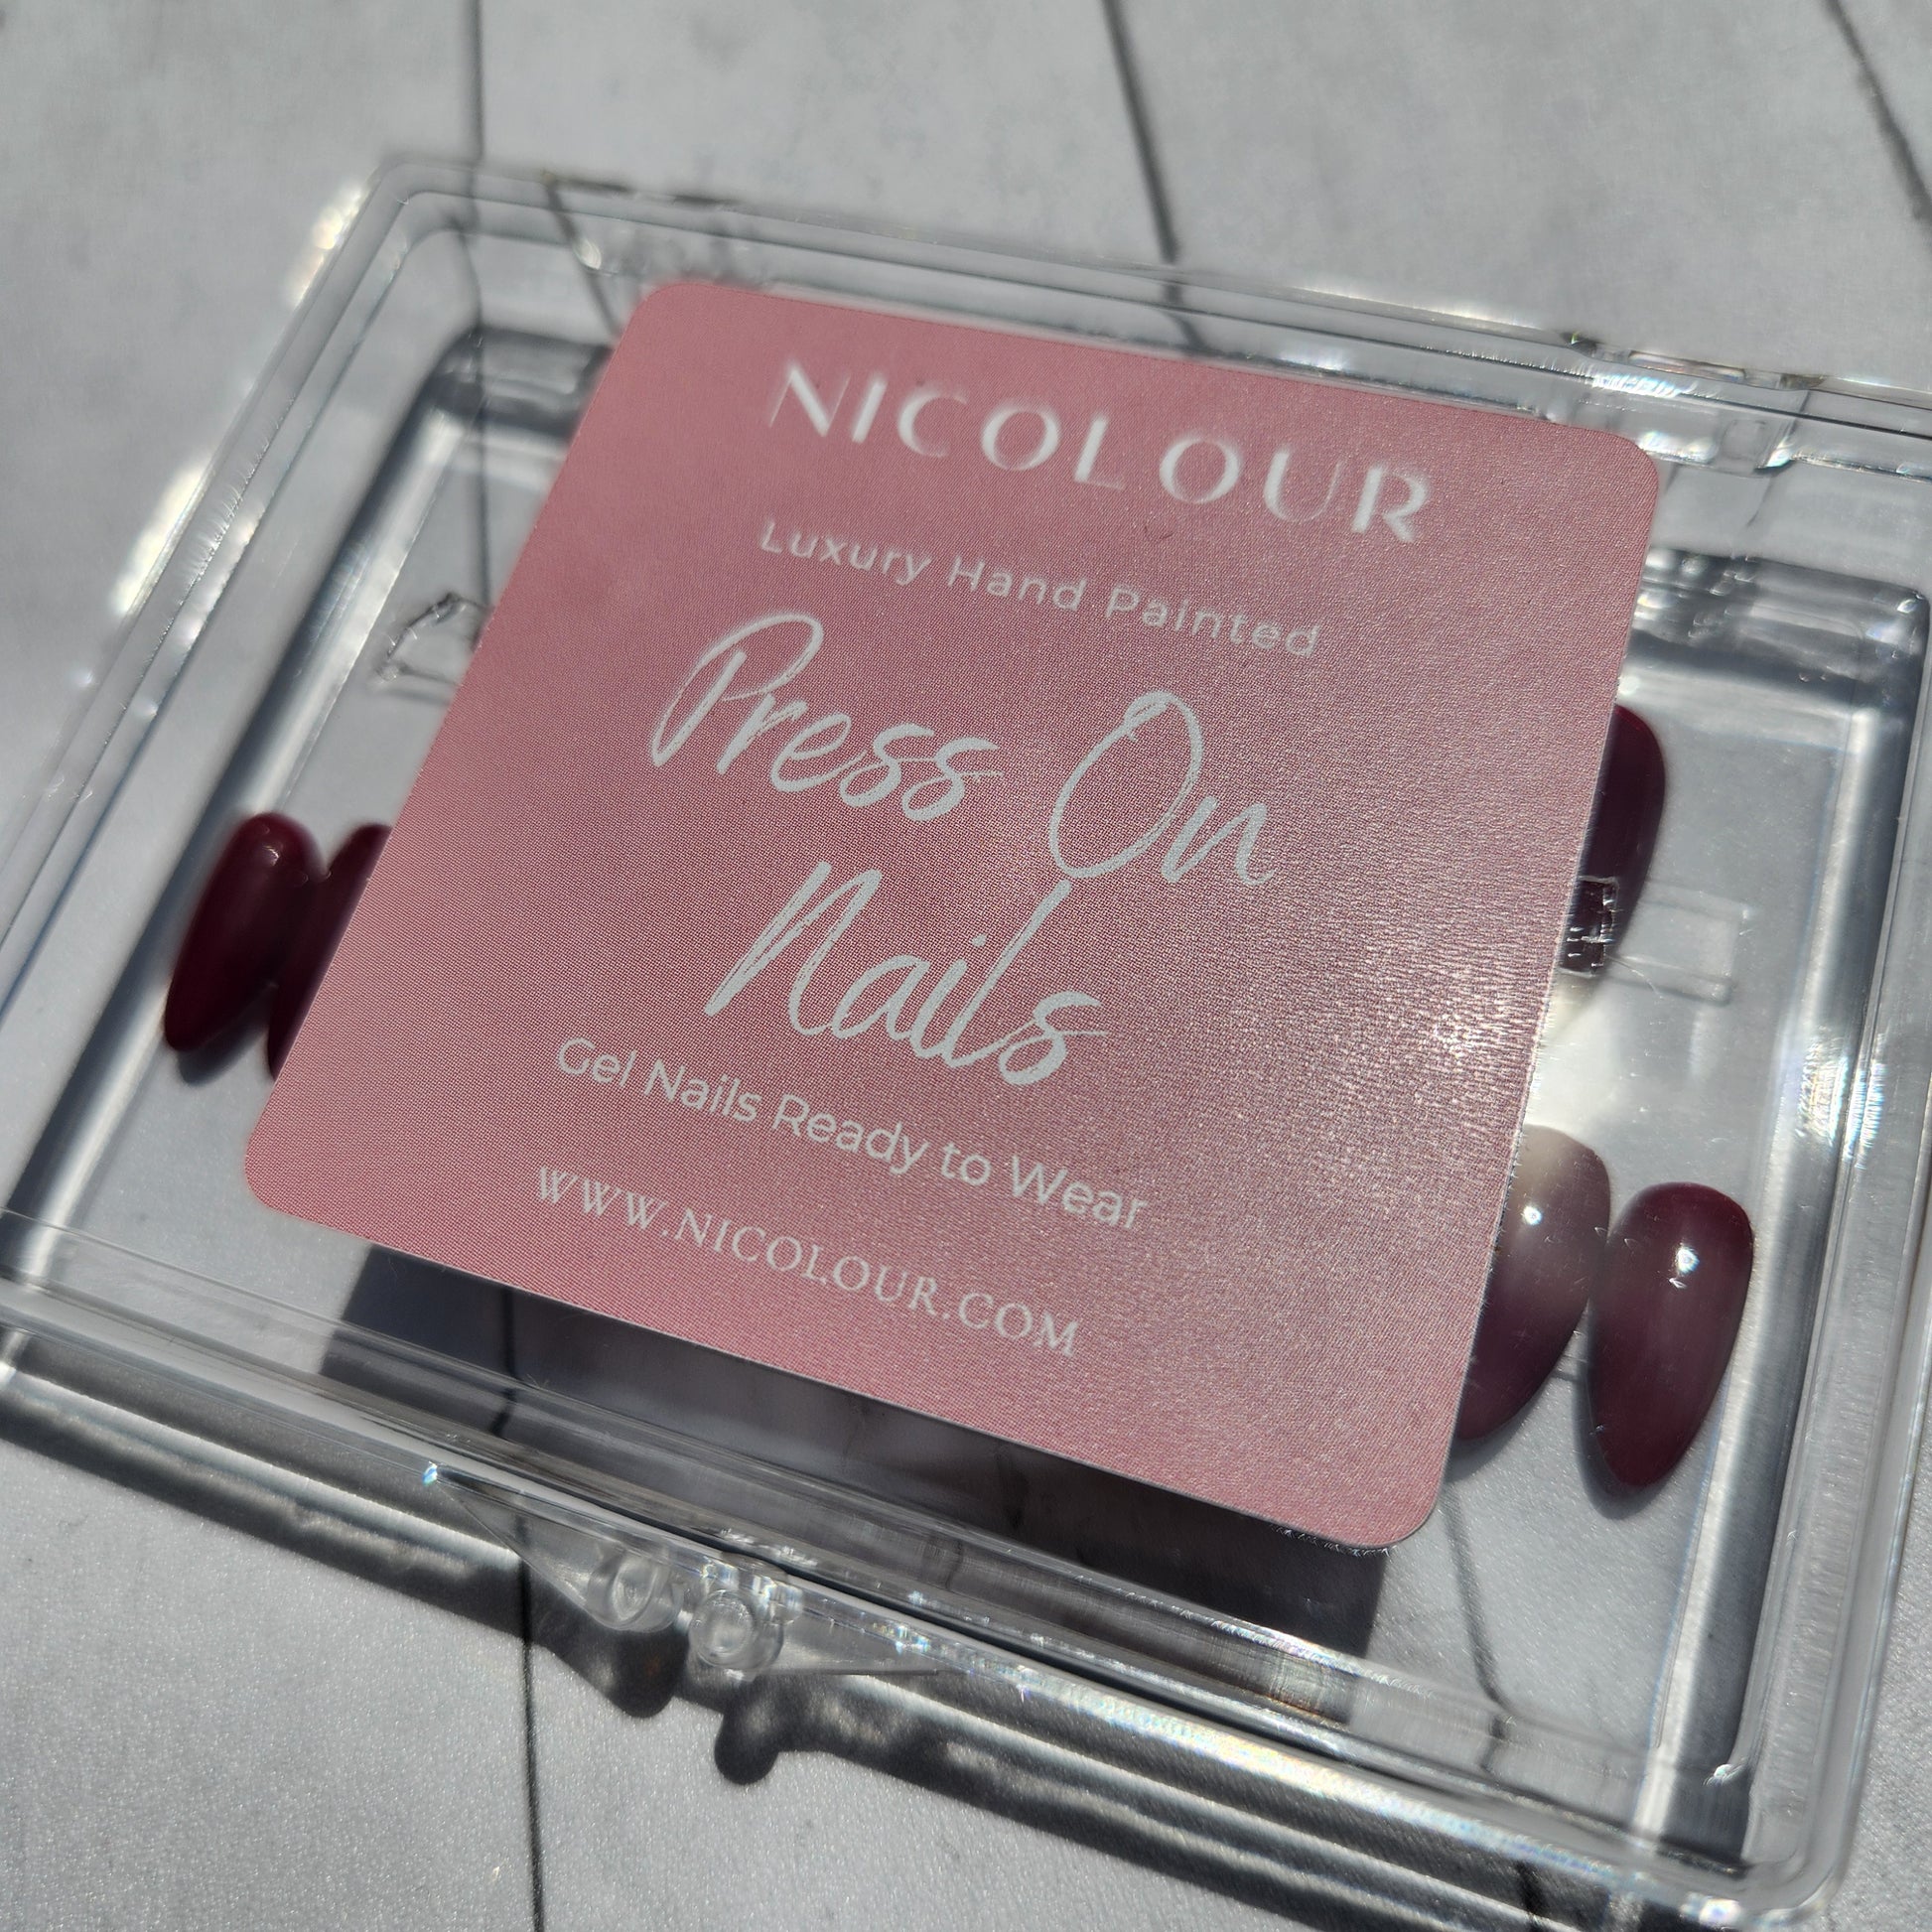 NICOLOUR
Luxury Hand Painted
Press On
Nails
Gel Nails Ready to Wear
WWW.NICOLOUR.COM